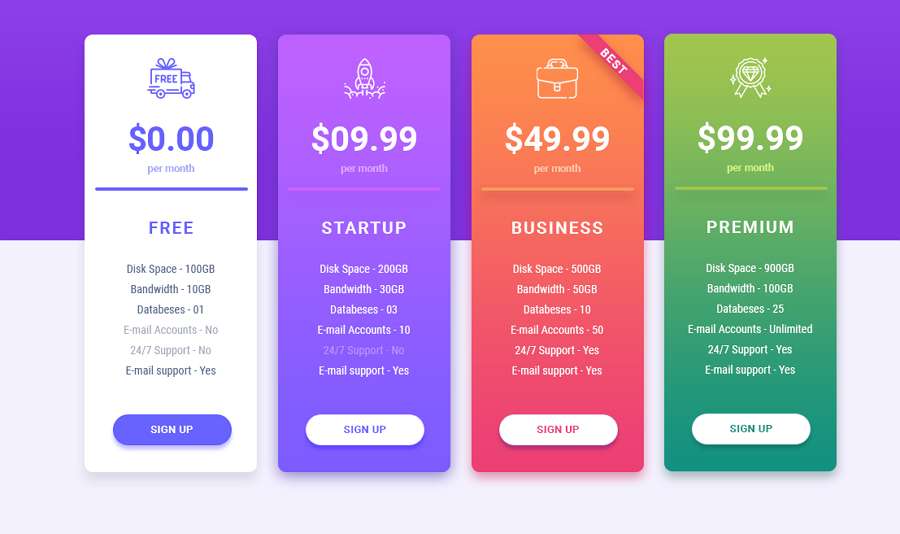 FREE
$0.00
per month
FREE
Disk Space - 100GB
Bandwidth - 10GB
Databeses - 01
E-mail Accounts - No
24/7 Support - No
E-mail support - Yes
SIGN UP
$09.99
per month
STARTUP
Disk Space - 200GB
Bandwidth - 30GB
Databeses - 03
E-mail Accounts - 10
24/7 Support - No
E-mail support - Yes
SIGN UP
BEST
$49.99
per month
BUSINESS
Disk Space - 500GB
Bandwidth - 50GB
Databeses - 10
E-mail Accounts - 50
24/7 Support - Yes
E-mail support - Yes
SIGN UP
$99.99
per month
PREMIUM
Disk Space - 900GB
Bandwidth - 100GB
Databeses - 25
E-mail Accounts - Unlimited
24/7 Support - Yes
E-mail support - Yes
SIGN UP